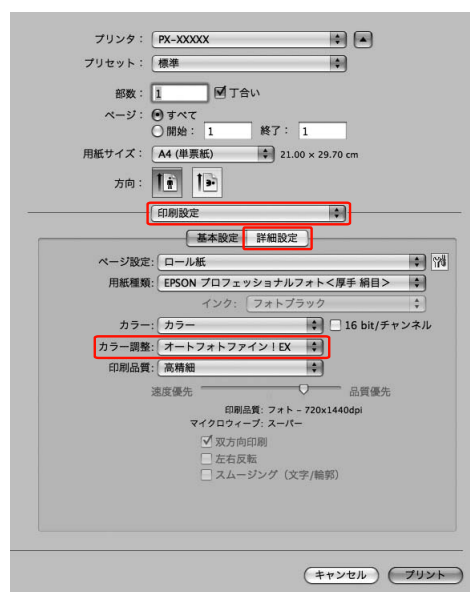 プリンタ： PX-XXXXX
プリセット： 標準
部数： 1 丁合い
ページ： すべて
開始： 1 終了： 1
用紙サイズ： A4 (単票紙) 21.00 x 29.70 cm
方向：
印刷設定
基本設定 詳細設定
ページ設定： ロール紙
用紙種類： EPSON プロフェッショナルフォト<厚手 絹目>
インク： フォトブラック
カラー： カラー 16 bit/チャンネル
カラー調整： オートフォトファイン！EX
印刷品質： 高精細
速度優先 品質優先
印刷品質： フォト - 720x1440dpi
マイクロウィーブ： スーパー
双方向印刷
左右反転
スムージング（文字/輪郭）
キャンセル プリント